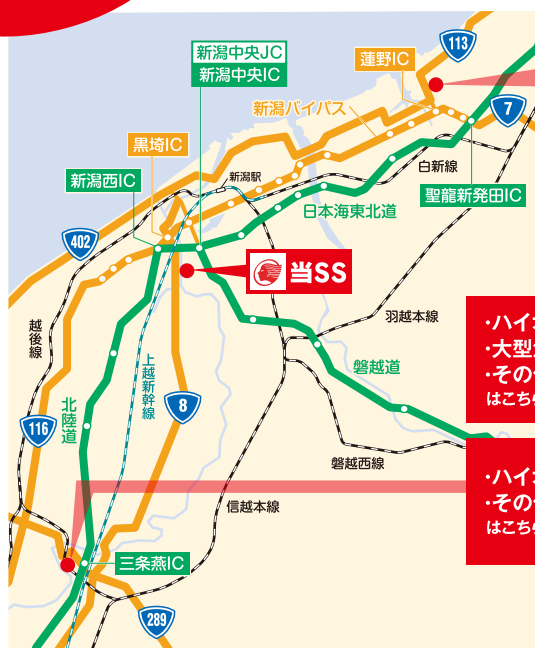 113
新潟中央JC
新潟中央IC
蓮野IC
新潟バイパス
7
黒埼IC
白新線
新潟駅
新潟西IC
聖籠新発田IC
日本海東北道
402
当SS
羽越本線
越後線
上越新幹線
磐越道
・ハイオ
・大型
・その
はこち
8
北陸道
116
磐越西線
・ハイオ
・その
はこち
信越本線
三条燕IC
289